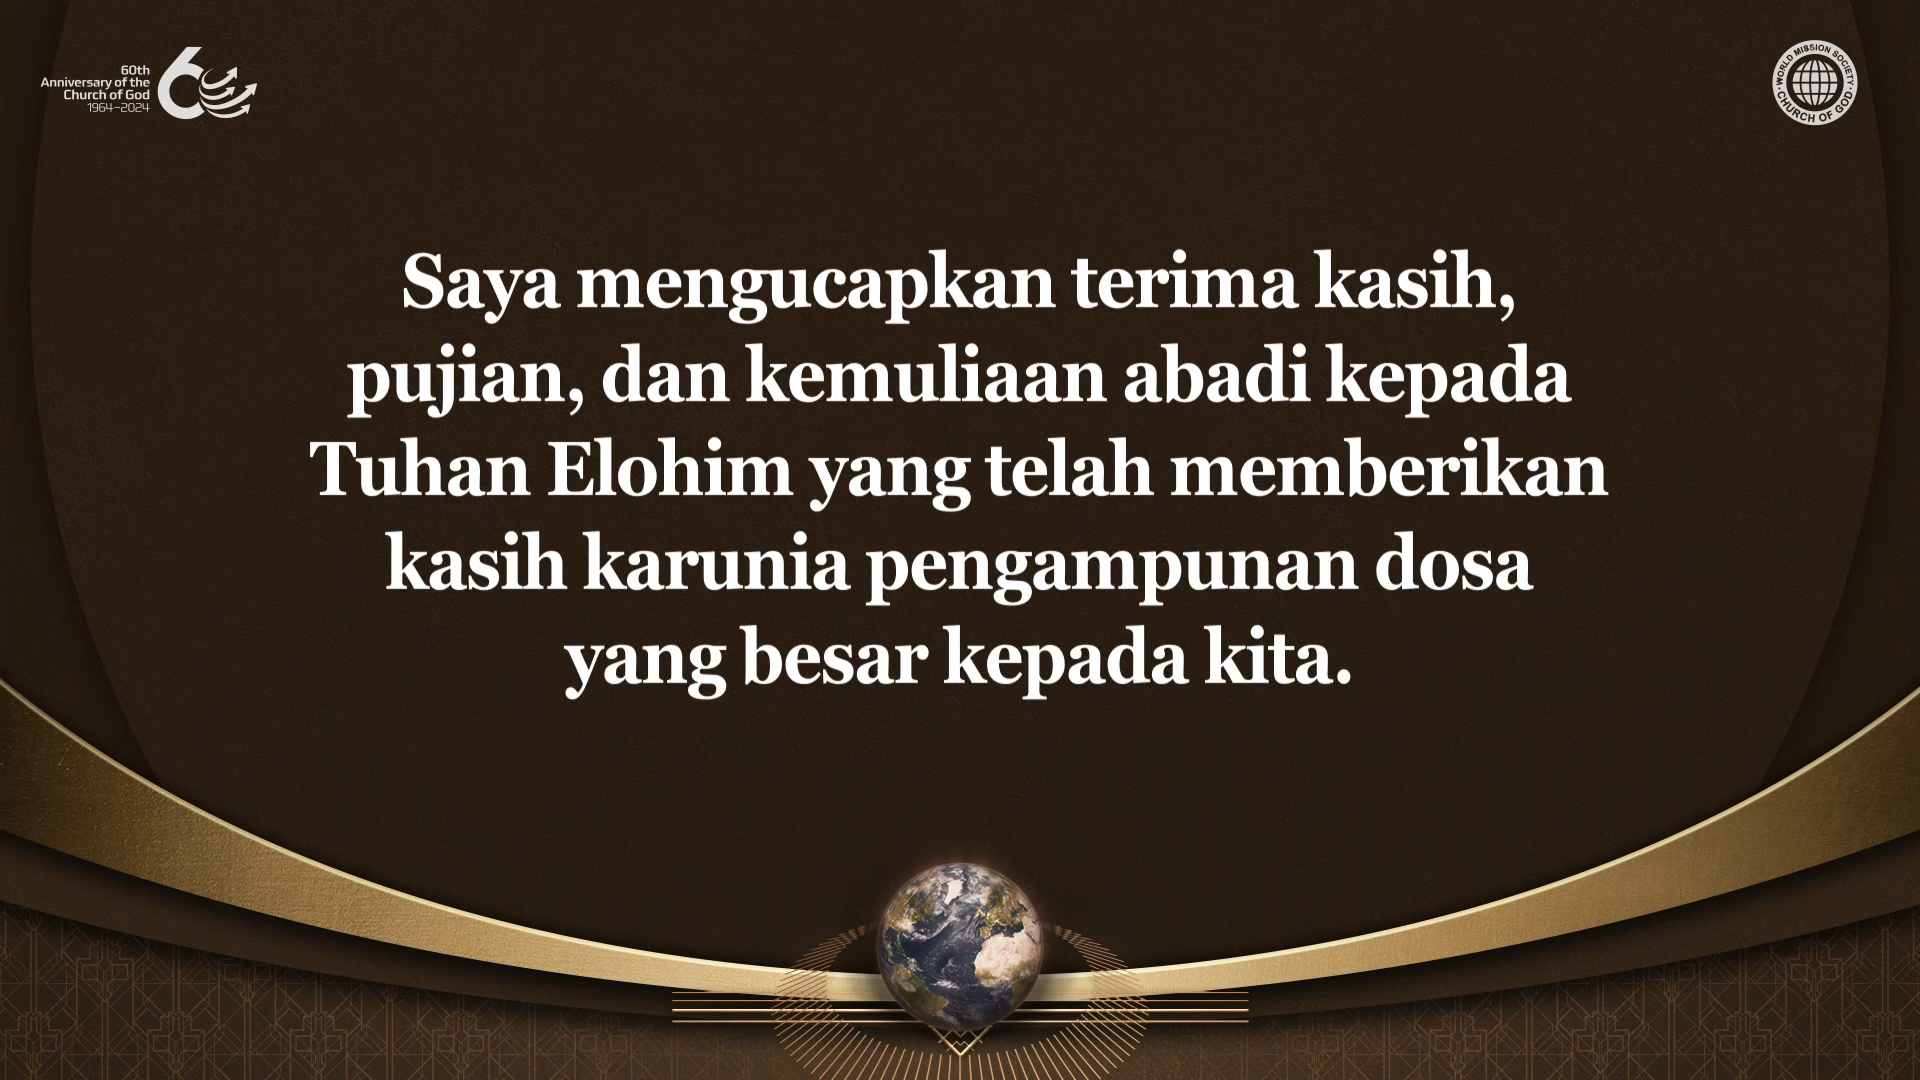 60th
Anniversary of the
Church of God
1964–2024
60
WORLD MISSION SOCIETY
CHURCH OF GOD
Saya mengucapkan terima kasih,
pujian, dan kemuliaan abadi kepada
Tuhan Elohim yang telah memberikan
kasih karunia pengampunan dosa
yang besar kepada kita.